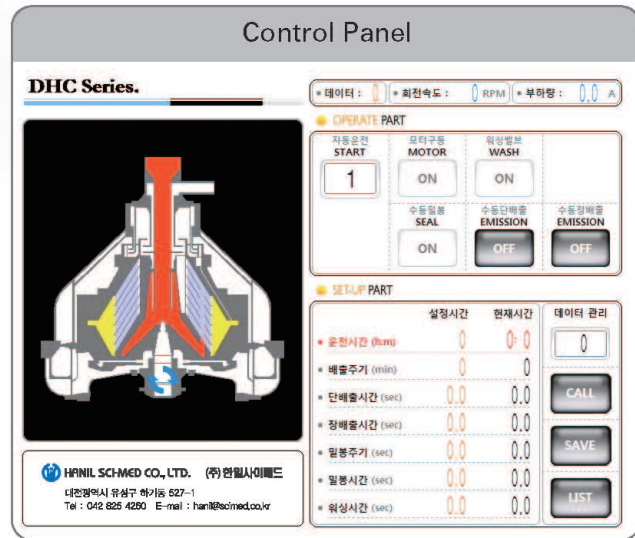 Control Panel
DHC Series.
데이터 : 0 회전속도 : 0 RPM 부하량 : 0.0 A
OPERATE PART
자동운전 모터구동 워싱밸브
START MOTOR WASH
1 ON ON
수동밀봉 수동단배출 수동장배출
SEAL EMISSION EMISSION
ON OFF OFF
SET-UP PART
설정시간 현재시간 데이터 관리
운전시간 (h:m) 0 0: 0 0
배출주기 (min) 0 0
단배출시간 (sec) 0.0 0.0 CALL
장배출시간 (sec) 0.0 0.0
밀봉주기 (sec) 0.0 0.0 SAVE
밀봉시간 (sec) 0.0 0.0
워싱시간 (sec) 0.0 0.0 LIST
HANIL SCI-MED CO., LTD. (주)한일사이메드
대전광역시 유성구 하기동 527-1
Tel : 042 625 4260 E-mail : hanil@scimed.co.kr